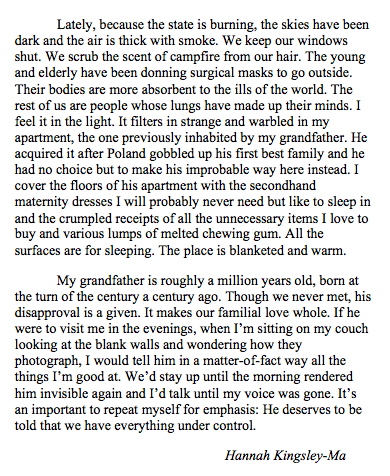 Lately, because the state is burning, the skies have been
dark and the air is thick with smoke. We keep our windows
shut. We scrub the scent of campfire from our hair. The young
and elderly have been donning surgical masks to go outside.
Their bodies are more absorbent to the ills of the world. The
rest of us are people whose lungs have made up their minds. I
feel it in the light. It filters in strange and warbled in my
apartment, the one previously inhabited by my grandfather. He
acquired it after Poland gobbled up his first best family and he
had no choice but to make his improbable way here instead. I
cover the floors of his apartment with the secondhand
maternity dresses I will probably never need but like to sleep in
and the crumpled receipts of all the unnecessary items I love to
buy and various lumps of melted chewing gum. All the
surfaces are for sleeping. The place is blanketed and warm.
My grandfather is roughly a million years old, born at
the turn of the century a century ago. Though we never met, his
disapproval is a given. It makes our familial love whole. If he
were to visit me in the evenings, when I'm sitting on my couch
looking at the blank walls and wondering how they
photograph, I would tell him in a matter-of-fact way all the
things I'm good at. We'd stay up until the morning rendered
him invisible again and I'd talk until my voice was gone. It's
an important to repeat myself for emphasis: He deserves to be
told that we have everything under control.
Hannah Kingsley-Ma